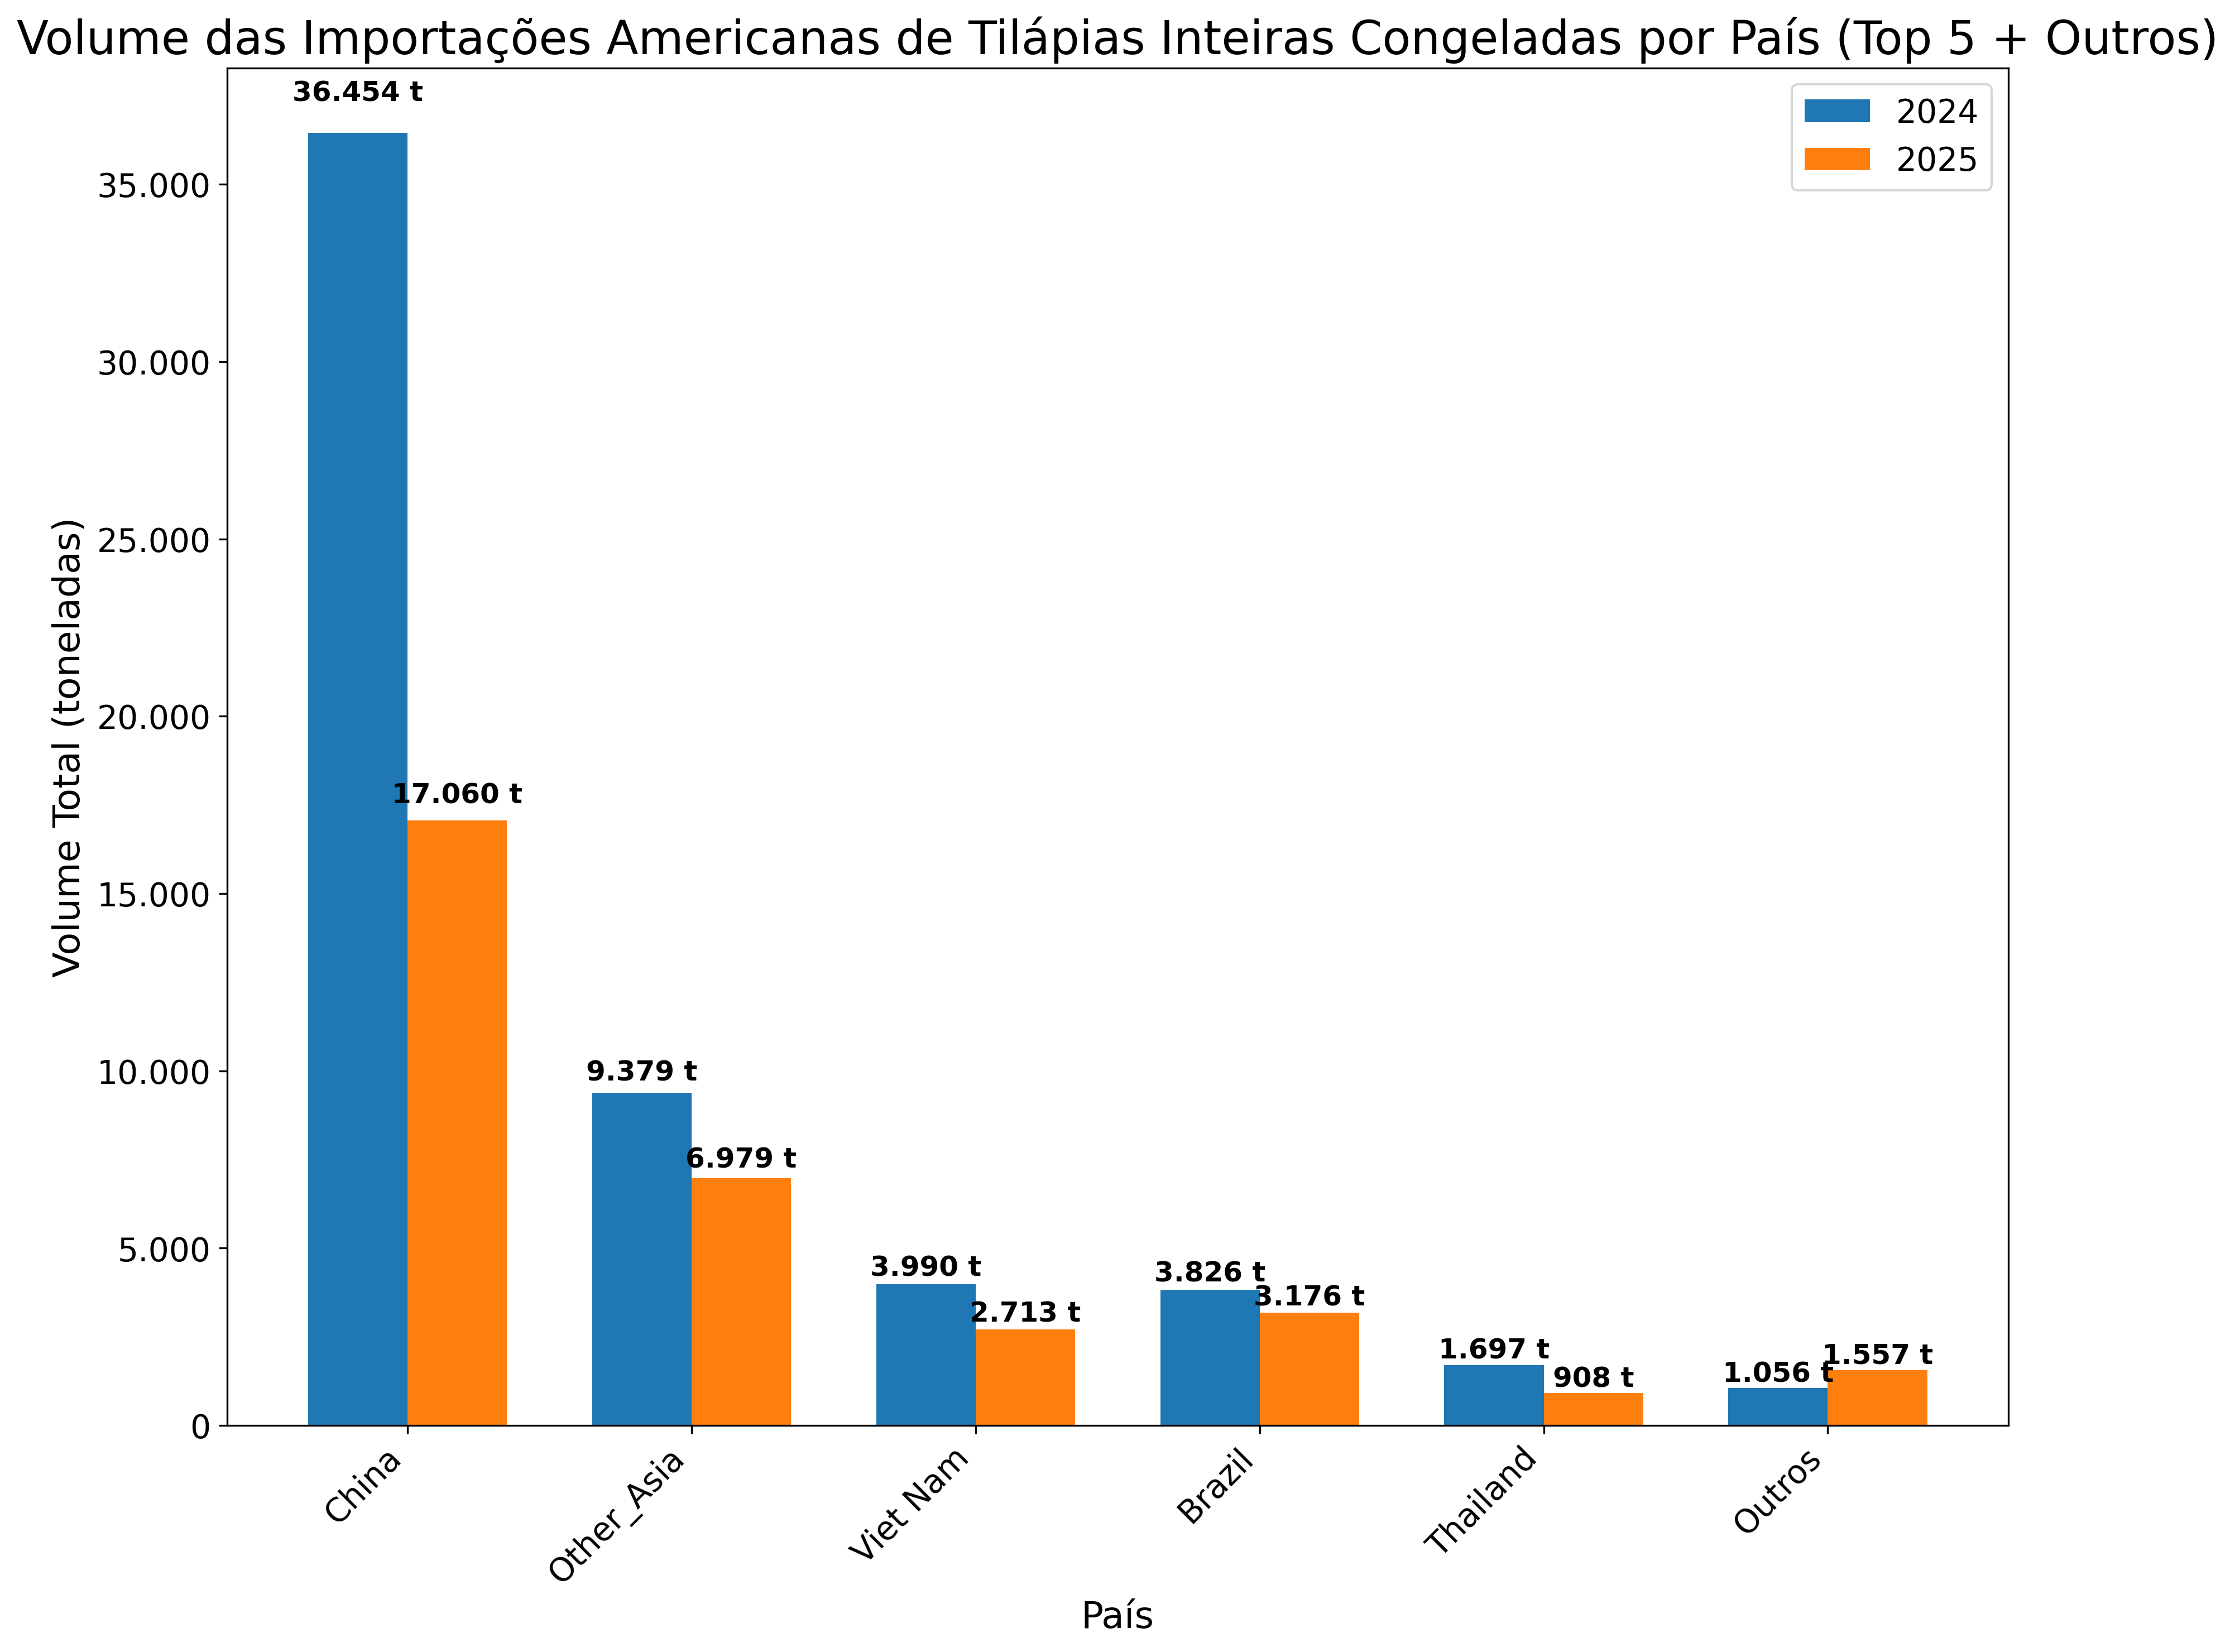 Volume das Importações Americanas de Tilápias Inteiras Congeladas por País (Top 5 + Outros)
2024
2025
Volume Total (toneladas)
35.000
30.000
25.000
20.000
15.000
10.000
5.000
0
36.454 t
17.060 t
9.379 t
6.979 t
3.990 t
2.713 t
3.826 t
3.176 t
1.697 t
908 t
1.056 t
1.557 t
China
Other_Asia
Viet Nam
Brazil
Thailand
Outros
País